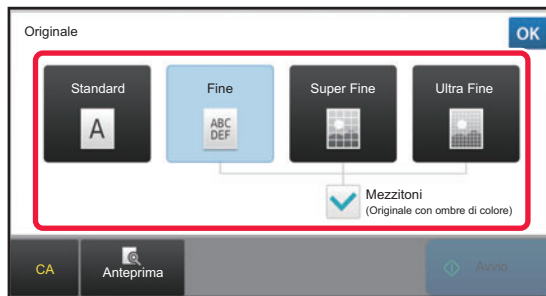 Originale
OK
Standard
Fine
Super Fine
Ultra Fine
A
ABC
DEF
Mezzitoni
(Originale con ombre di colore)
CA
Anteprima
Avvio